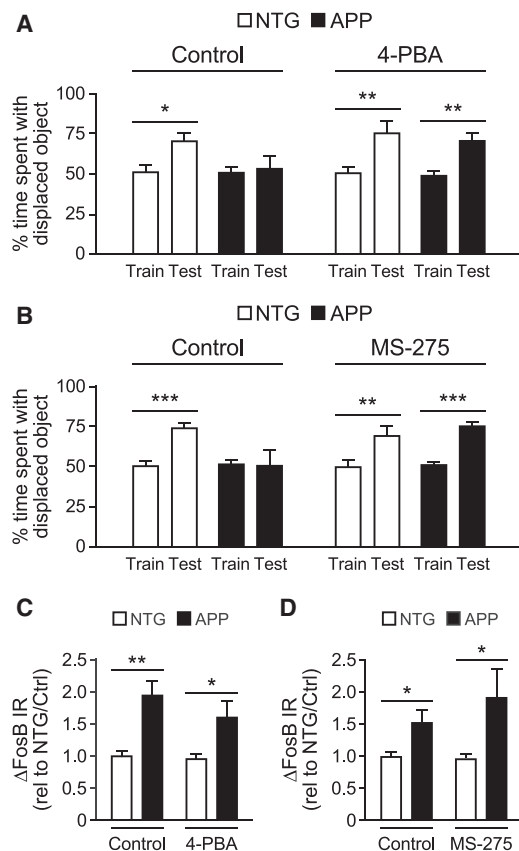 A
NTG APP
Control 4-PBA
% time spent with
displaced object
100
75
50
25
0
* ** **
Train Test Train Test Train Test Train Test
B
NTG APP
Control MS-275
% time spent with
displaced object
100
75
50
25
0
*** ** ***
Train Test Train Test Train Test Train Test
C
NTG APP
ΔFosB IR
(rel to NTG/Ctrl)
2.5
2.0
1.5
1.0
0.5
0.0
** *
Control 4-PBA
D
NTG APP
ΔFosB IR
(rel to NTG/Ctrl)
2.5
2.0
1.5
1.0
0.5
0.0
* *
Control MS-275